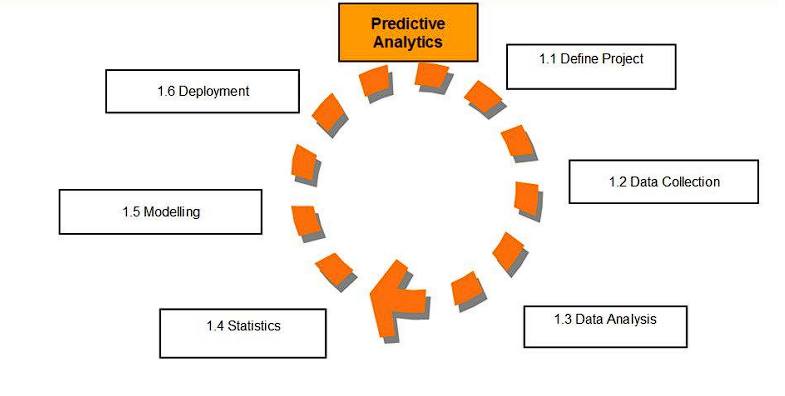 Predictive
Analytics
1.1 Define Project
1.2 Data Collection
1.3 Data Analysis
1.4 Statistics
1.5 Modelling
1.6 Deployment